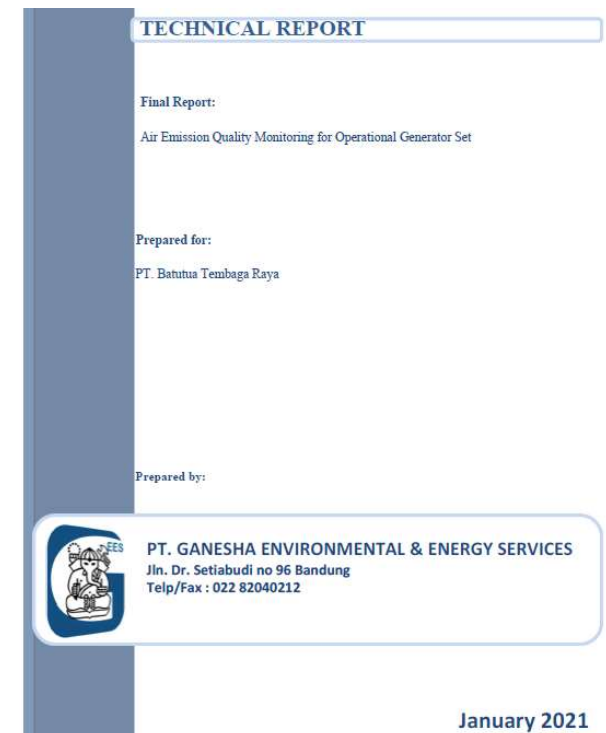 TECHNICAL REPORT
Final Report:
Air Emission Quality Monitoring for Operational Generator Set
Prepared for:
PT. Batutua Tembaga Raya
Prepared by:
EES
PT. GANESHA ENVIRONMENTAL & ENERGY SERVICES
Jln. Dr. Setiabudi no 96 Bandung
Telp/Fax : 022 82040212
January 2021